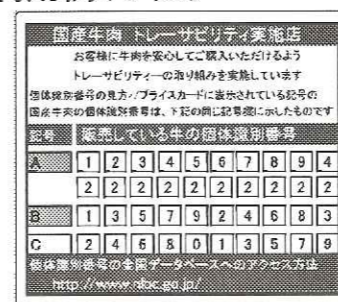 国産牛肉 トレーサビリティ実施店
お客様に牛肉を安心してご購入いただけるよう
トレーサビリティーの取り組みを実施しています
個体識別番号の見方/プライスカードに表示されている記号の
国産牛肉の個体識別番号は、下記の同じ記号欄に示したものです
記号 販売している牛の個体識別番号
A 1 2 3 4 5 6 7 8 9 4
2 2 2 2 2 2 2 2 2 2
B 1 3 5 7 9 2 4 6 8 3
C 2 4 6 8 0 1 3 5 7 9
個体識別番号の全国データベースへのアクセス方法
http://www.nlbc.go.jp/